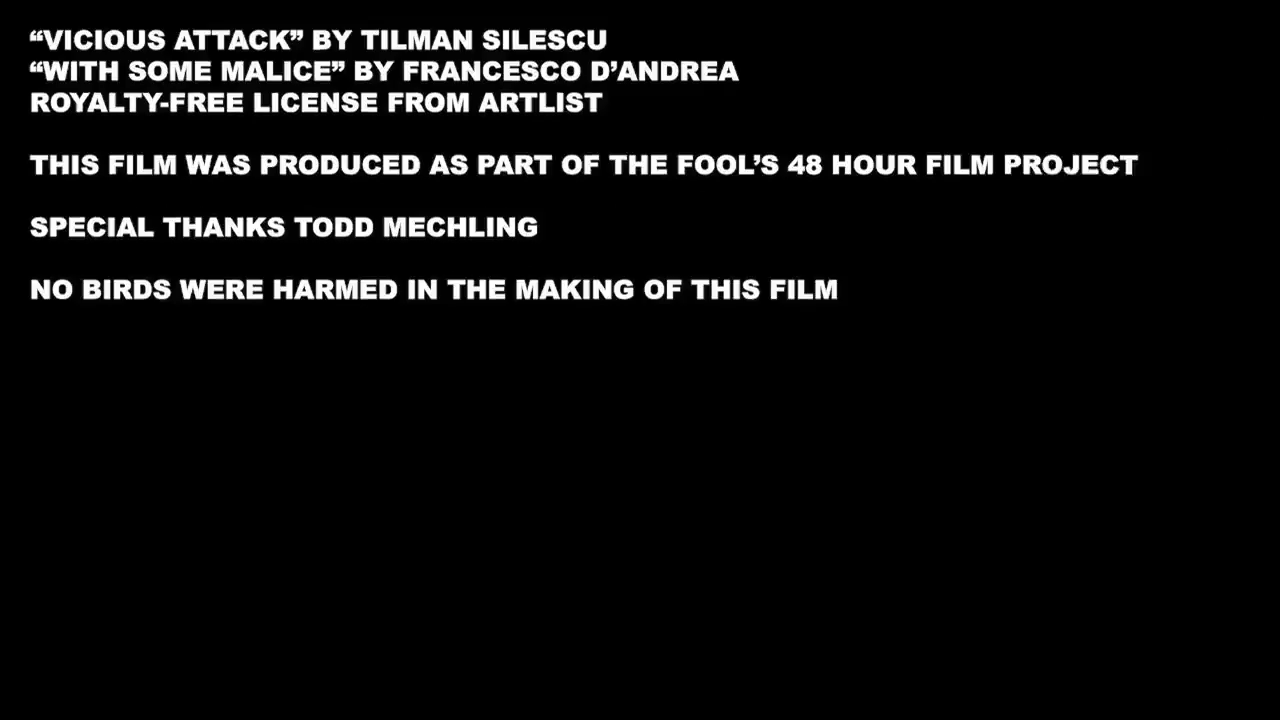 “VICIOUS ATTACK” BY TILMAN SILESCU
“WITH SOME MALICE” BY FRANCESCO D’ANDREA
ROYALTY-FREE LICENSE FROM ARTLIST
THIS FILM WAS PRODUCED AS PART OF THE FOOL’S 48 HOUR FILM PROJECT
SPECIAL THANKS TODD MECHLING
NO BIRDS WERE HARMED IN THE MAKING OF THIS FILM